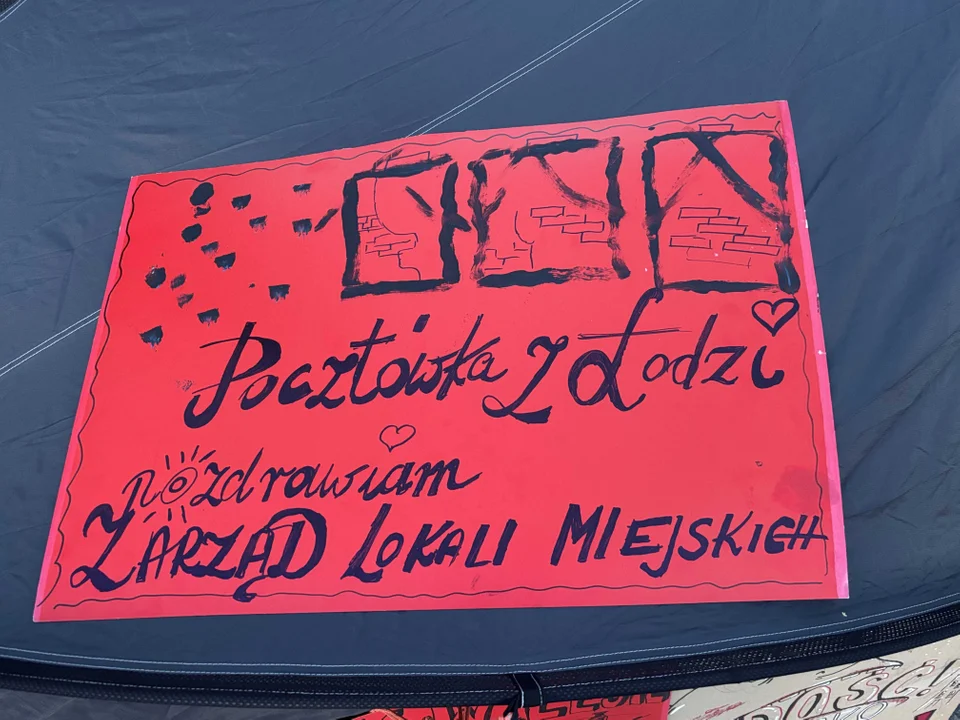 Pocztówka z Łodzi
Pozdrawiam
ZARZĄD LOKALI MIEJSKICH